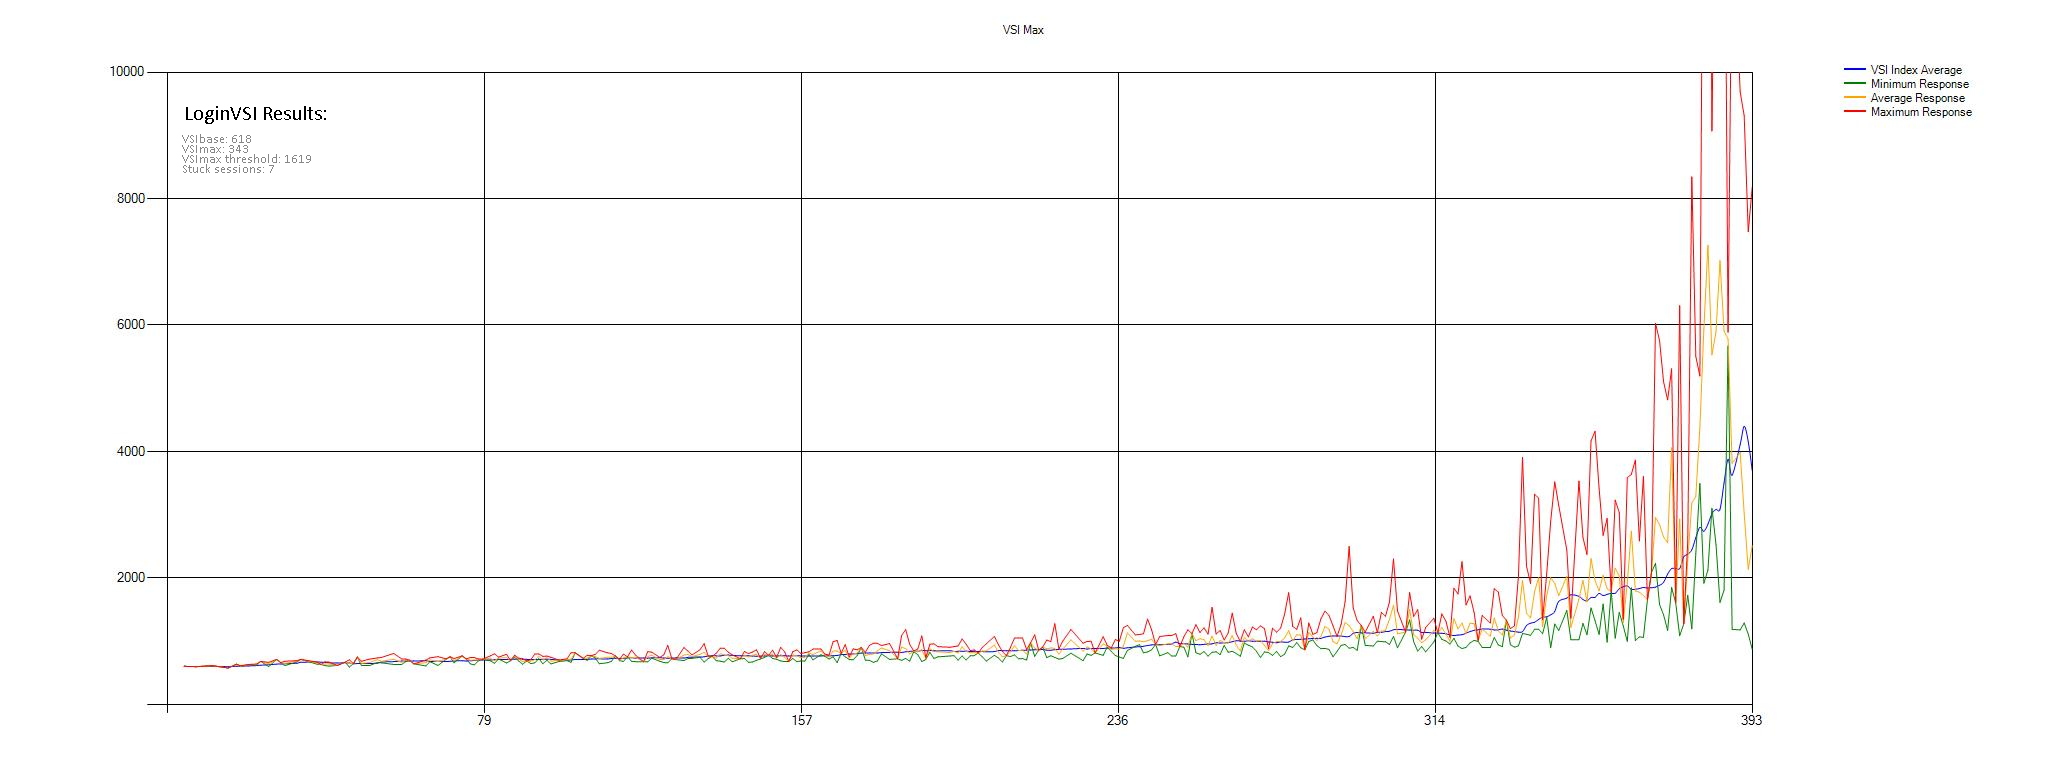 VSI Max
10000
8000
6000
4000
2000
LoginVSI Results:
VSIbase: 618
VSImax: 343
VSImax threshold: 1619
Stuck sessions: 7
VSI Index Average
Minimum Response
Average Response
Maximum Response
79
157
236
314
393